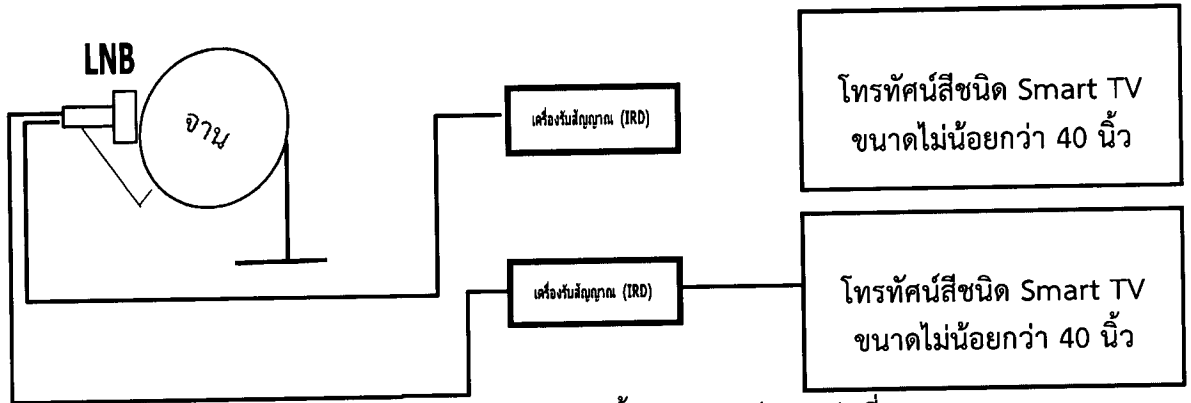 LNB
จาน
เครื่องรับสัญญาณ (IRD)
โทรทัศน์สีชนิด Smart TV
ขนาดไม่น้อยกว่า 40 นิ้ว
เครื่องรับสัญญาณ (IRD)
โทรทัศน์สีชนิด Smart TV
ขนาดไม่น้อยกว่า 40 นิ้ว